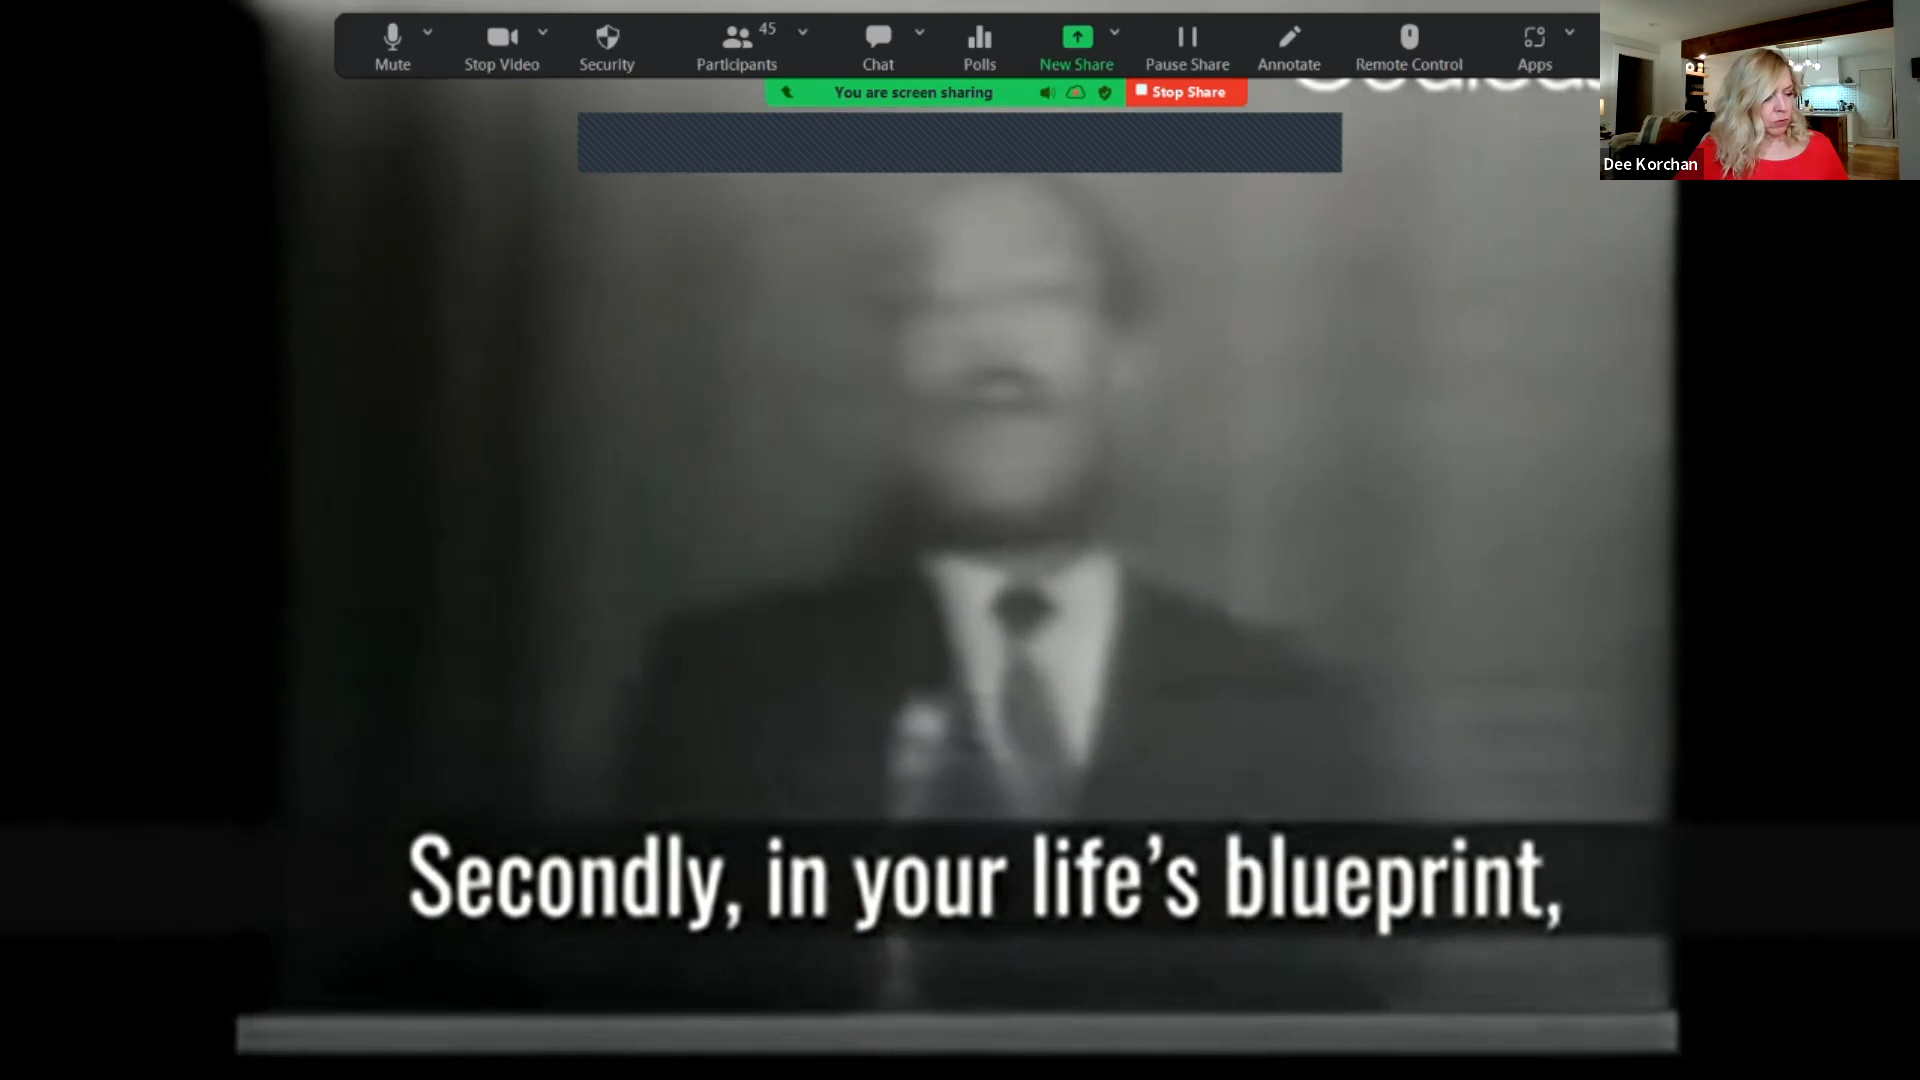 45
Mute
Stop Video
Security
Participants
Chat
Polls
New Share
Pause Share
Annotate
Remote Control
Apps
You are screen sharing
Stop Share
Dee Korchan
Secondly, in your life's blueprint,